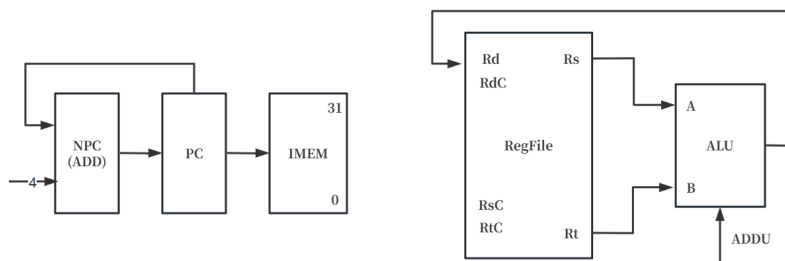 NPC
(ADD)
4
PC
31
IMEM
0
Rd
Rs
RdC
RegFile
RsC
RtC
Rt
A
ALU
B
ADDU